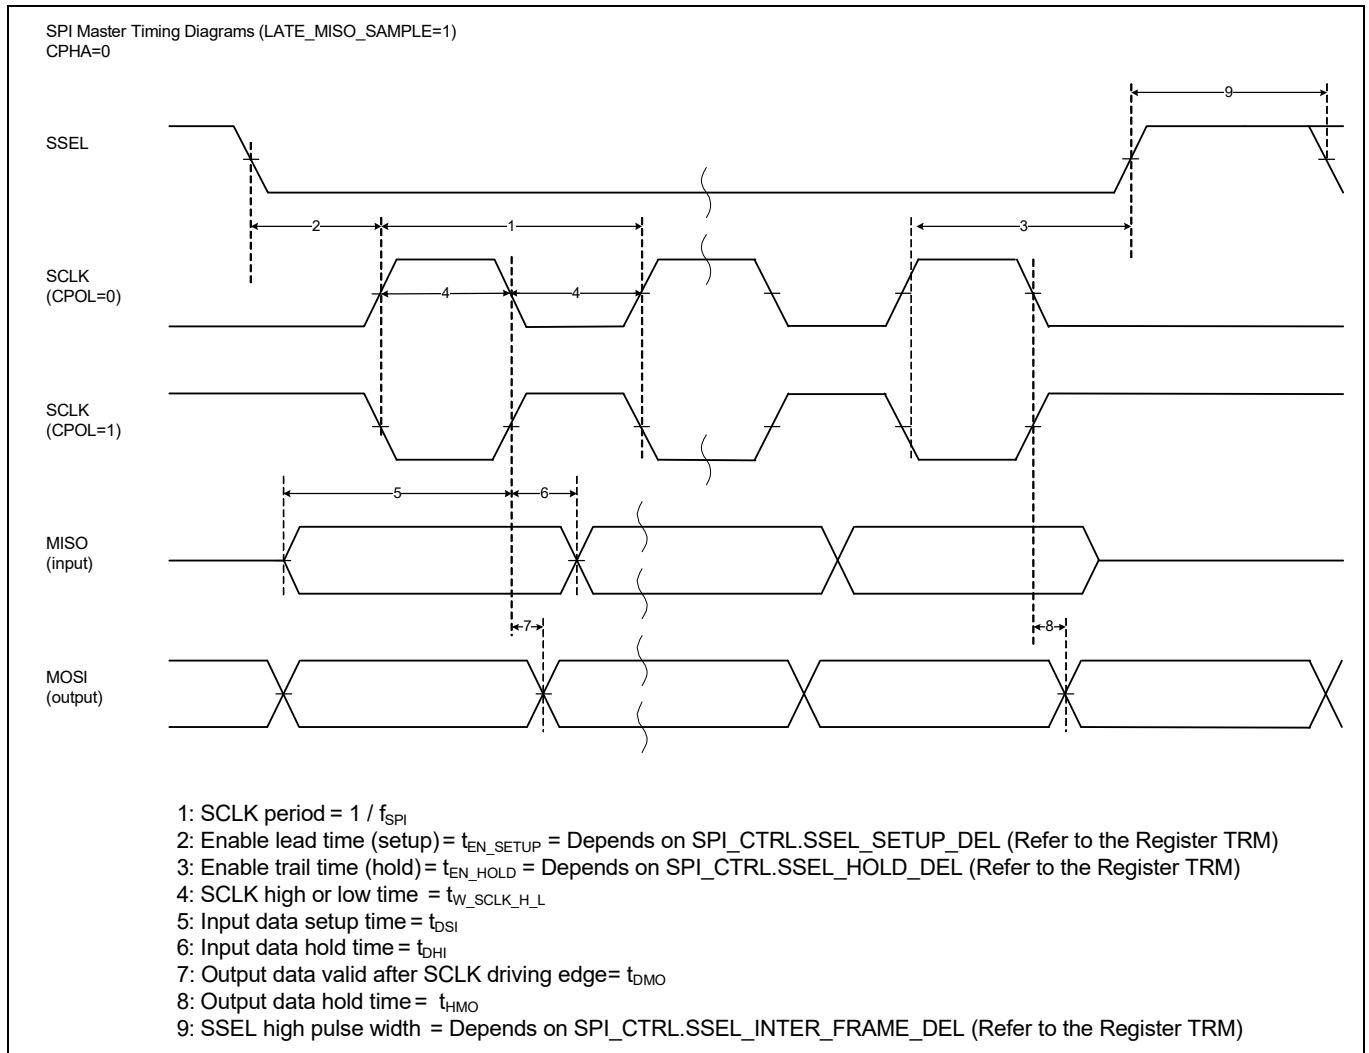 SPI Master Timing Diagrams (LATE_MISO_SAMPLE=1)
CPHA=0
9
SSEL
2
1
3
SCLK
(CPOL=0)
4
4
SCLK
(CPOL=1)
5
6
MISO
(input)
7
8
MOSI
(output)
1: SCLK period = 1 / fSPI
2: Enable lead time (setup) = tEN_SETUP = Depends on SPI_CTRL.SSEL_SETUP_DEL (Refer to the Register TRM)
3: Enable trail time (hold) = tEN_HOLD = Depends on SPI_CTRL.SSEL_HOLD_DEL (Refer to the Register TRM)
4: SCLK high or low time = tW_SCLK_H_L
5: Input data setup time = tDSI
6: Input data hold time = tDHI
7: Output data valid after SCLK driving edge= tDMO
8: Output data hold time = tHMO
9: SSEL high pulse width = Depends on SPI_CTRL.SSEL_INTER_FRAME_DEL (Refer to the Register TRM)